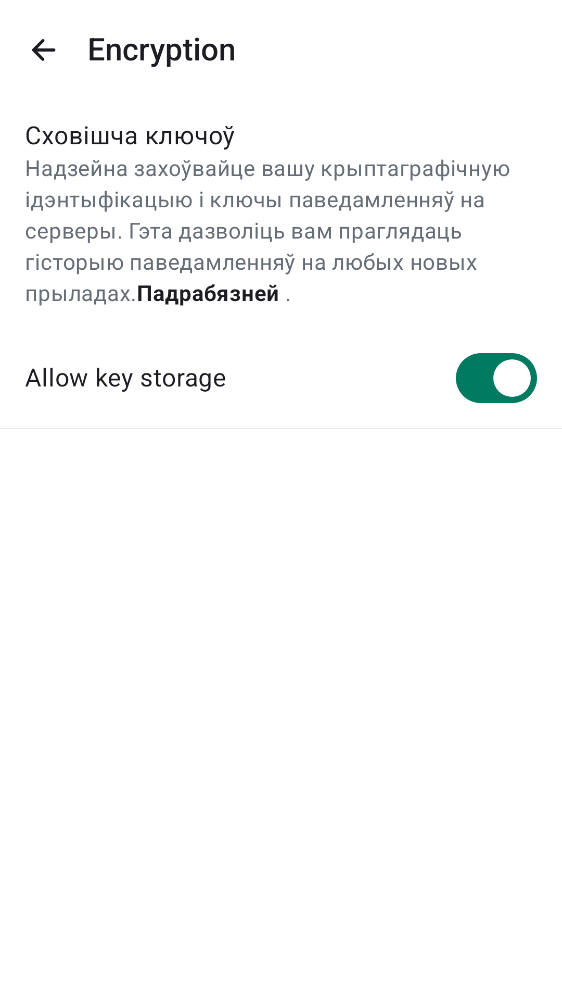 Encryption
Сховішча ключоў
Надзейна захоўвайце вашу крыптаграфічную
ідэнтыфікацыю і ключы паведамленняў на
серверы. Гэта дазволіць вам праглядаць
гісторыю паведамленняў на любых новых
прыладах.Падрабязней .
Allow key storage